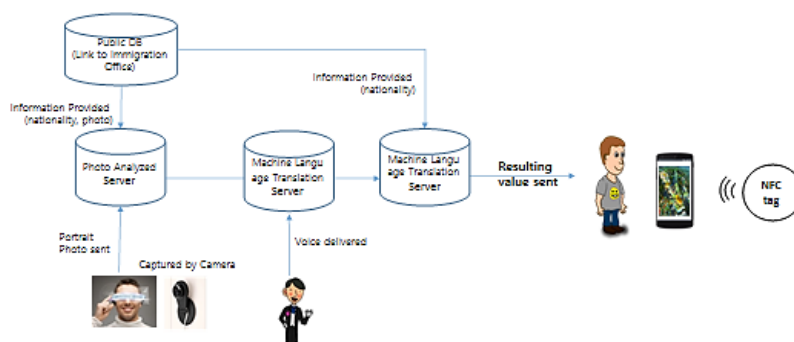 Public DB
(Link to Immigration
Office)
Information Provided
(nationality)
Information Provided
(nationality, photo)
Photo Analyzed
Server
Machine Langu
age Translation
Server
Machine Langu
age Translation
Server
Resulting
value sent
NFC
tag
Portrait
Photo sent
Captured by Camera
Voice delivered